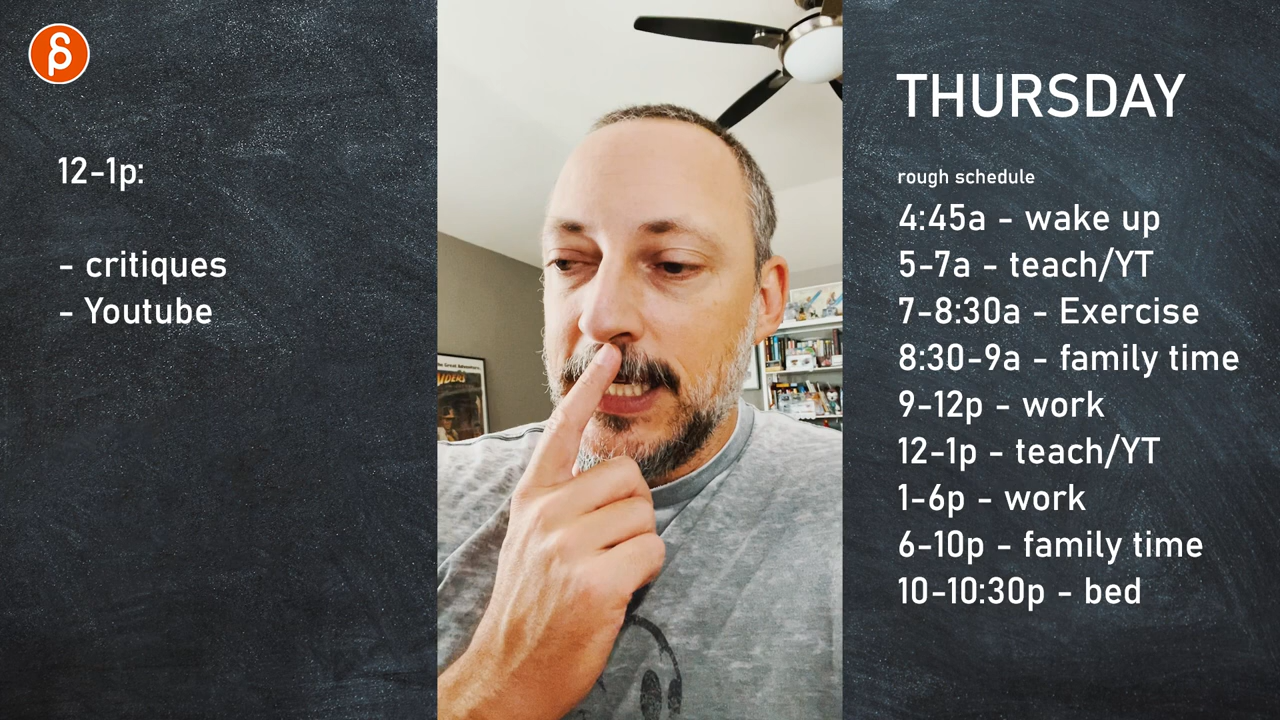 12-1p:
- critiques
- Youtube
THURSDAY
rough schedule
4:45a - wake up
5-7a - teach/YT
7-8:30a - Exercise
8:30-9a - family time
9-12p - work
12-1p - teach/YT
1-6p - work
6-10p - family time
10-10:30p - bed